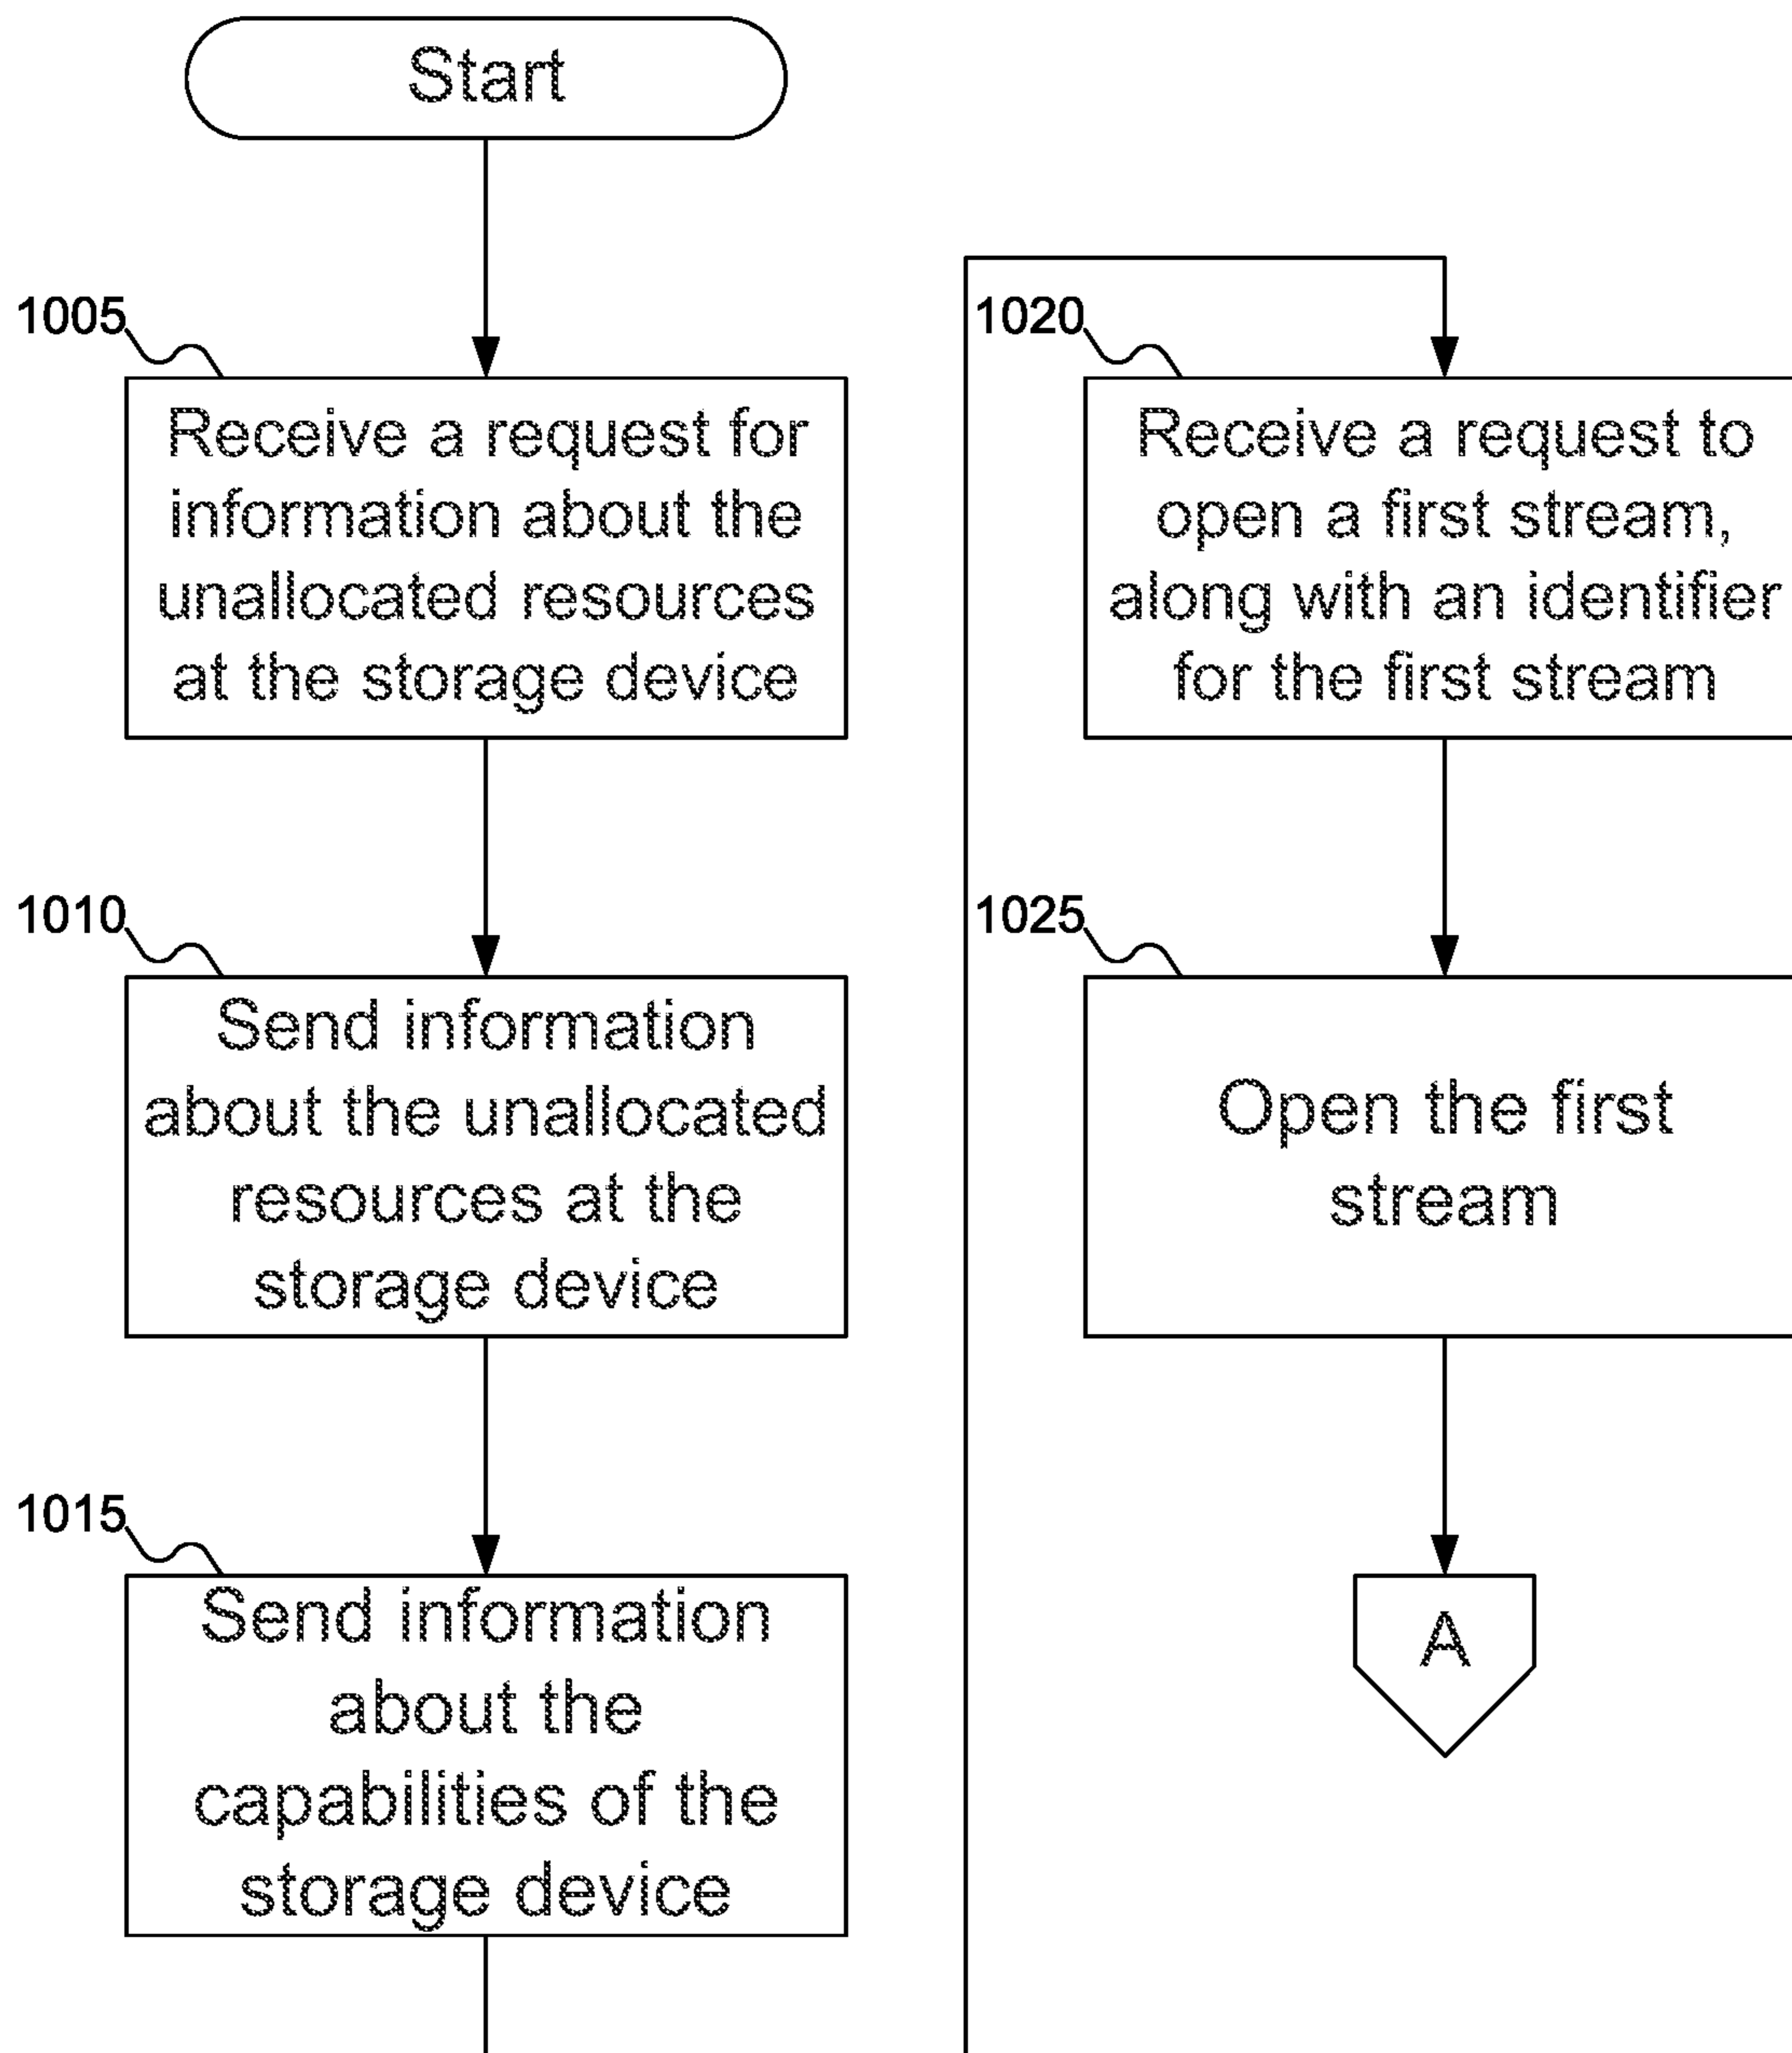 Start
1005
Receive a request for
information about the
unallocated resources
at the storage device
1010
Send information
about the unallocated
resources at the
storage device
1015
Send information
about the
capabilities of the
storage device
1020
Receive a request to
open a first stream,
along with an identifier
for the first stream
1025
Open the first
stream
A